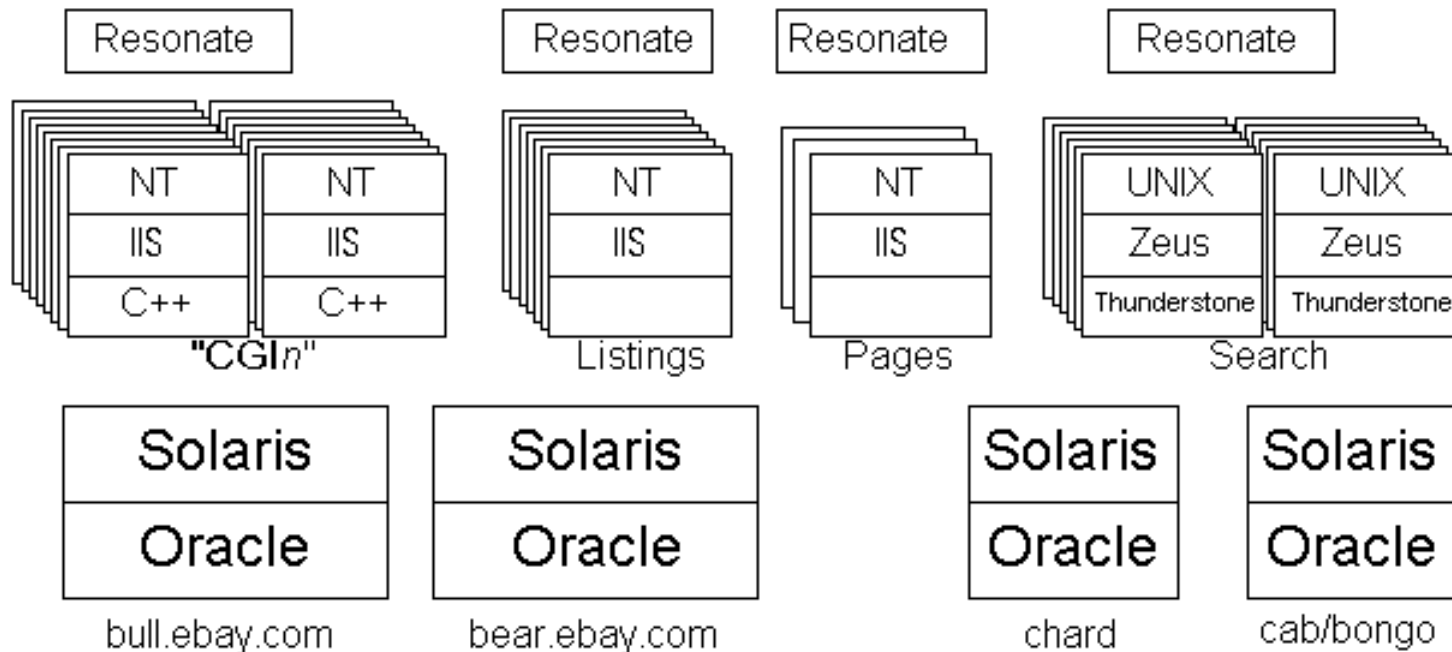 Resonate Resonate Resonate Resonate
NT NT NT NT UNIX UNIX
IIS IIS IIS IIS Zeus Zeus
C++ C++ Thunderstone Thunderstone
"CGIn" Listings Pages Search
Solaris Solaris Solaris Solaris
Oracle Oracle Oracle Oracle
bull.ebay.com bear.ebay.com chard cab/bongo